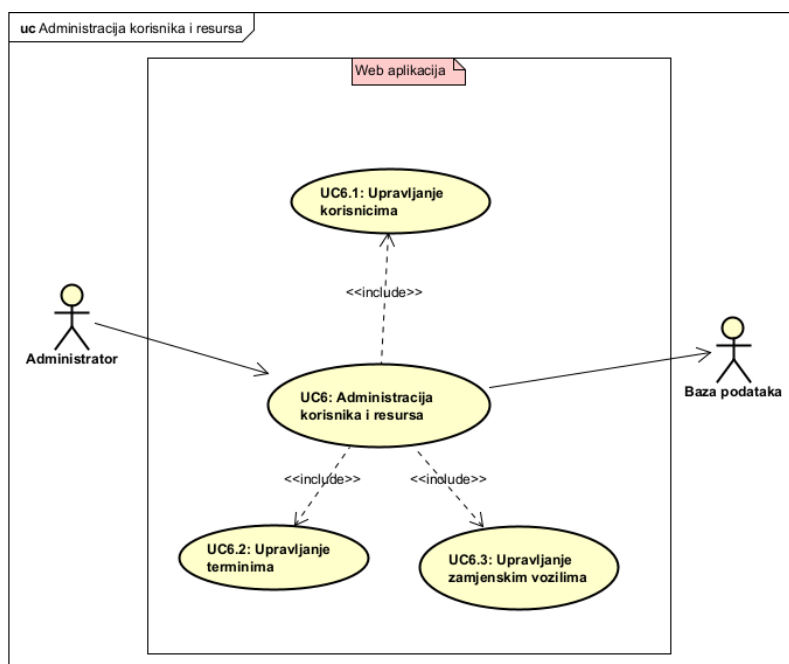 uc Administracija korisnika i resursa
Web aplikacija
UC6.1: Upravljanje
korisnicima
<<include>>
Administrator
Baza podataka
UC6: Administracija
korisnika i resursa
<<include>>
<<include>>
UC6.2: Upravljanje
terminima
UC6.3: Upravljanje
zamjenskim vozilima